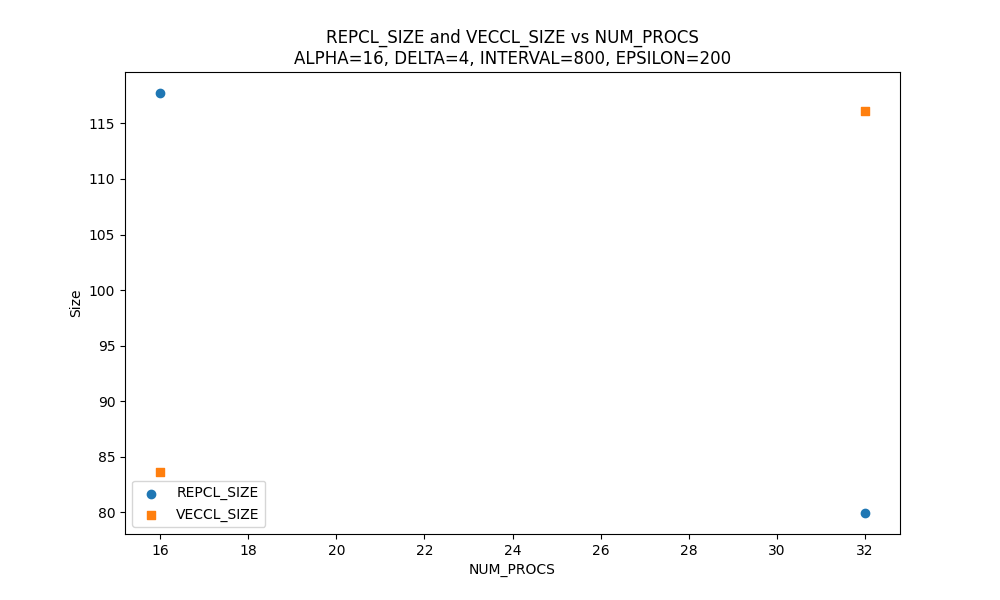 REPCL_SIZE and VECCL_SIZE vs NUM_PROCS
ALPHA=16, DELTA=4, INTERVAL=800, EPSILON=200
115
110
105
100
95
90
85
80
Size
REPCL_SIZE
VECCL_SIZE
16 18 20 22 24 26 28 30 32
NUM_PROCS